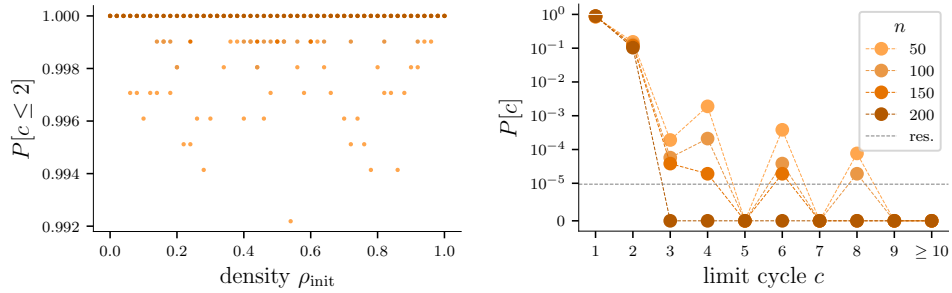 P[c ≤ 2]
1.000
0.998
0.996
0.994
0.992
0.0 0.2 0.4 0.6 0.8 1.0
density ρ_init
P[c]
10^0
10^−1
10^−2
10^−3
10^−4
10^−5
0
1 2 3 4 5 6 7 8 9 ≥ 10
limit cycle c
n
50
100
150
200
res.